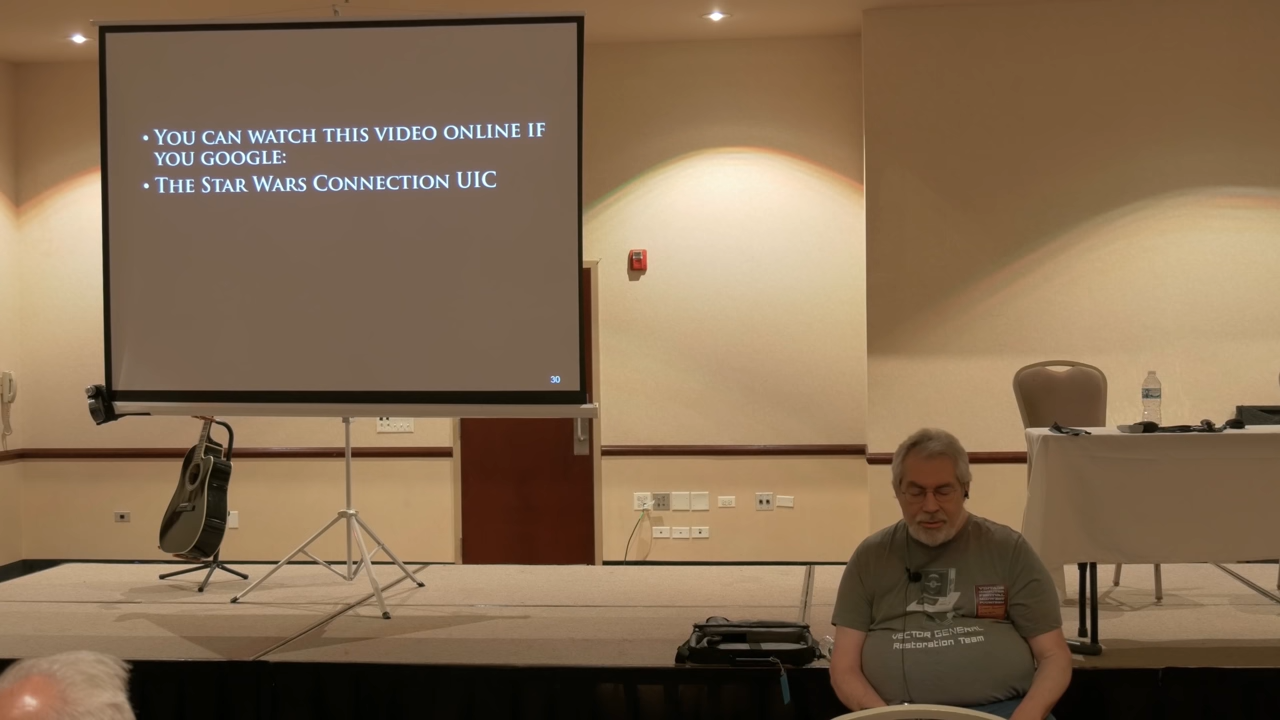 • You can watch this video online if
you google:
• The Star Wars Connection UIC
30
Vector General
Restoration Team